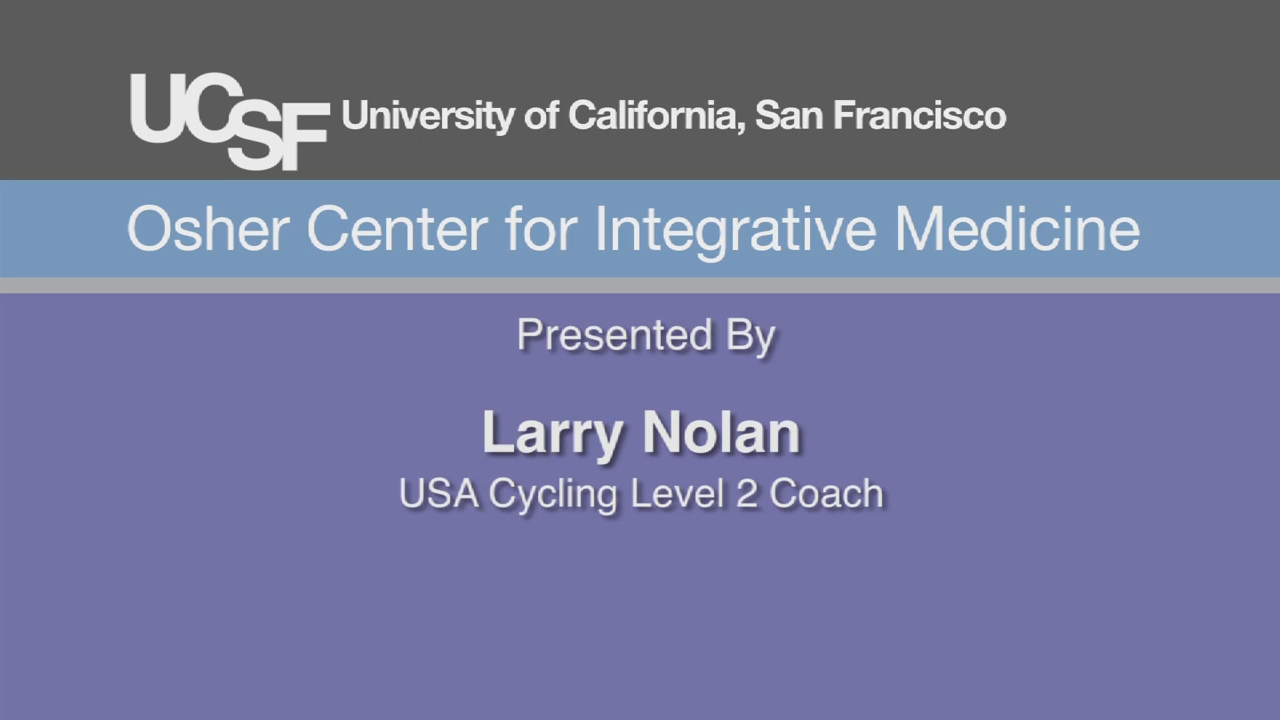 UCSF University of California, San Francisco
Osher Center for Integrative Medicine
Presented By
Larry Nolan
USA Cycling Level 2 Coach